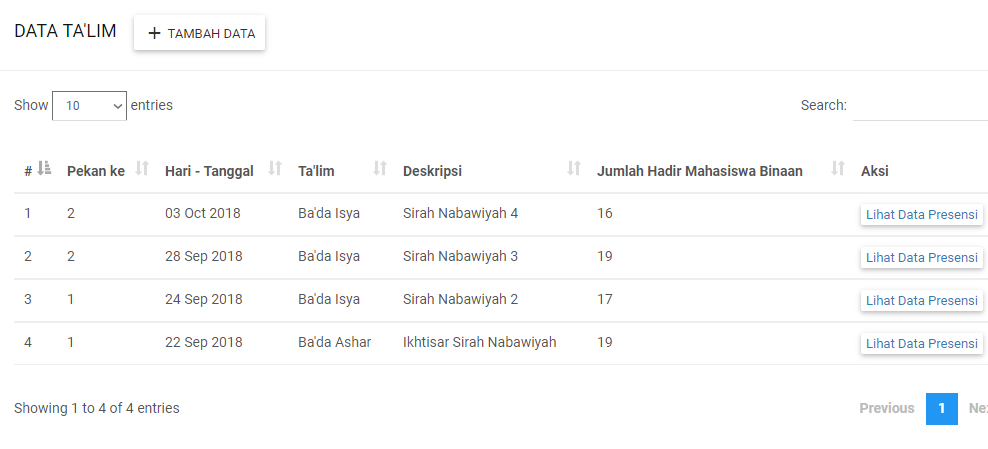 DATA TA'LIM + TAMBAH DATA
Show 10 entries Search:
# Pekan ke Hari - Tanggal Ta'lim Deskripsi Jumlah Hadir Mahasiswa Binaan Aksi
1 2 03 Oct 2018 Ba'da Isya Sirah Nabawiyah 4 16 Lihat Data Presensi
2 2 28 Sep 2018 Ba'da Isya Sirah Nabawiyah 3 19 Lihat Data Presensi
3 1 24 Sep 2018 Ba'da Isya Sirah Nabawiyah 2 17 Lihat Data Presensi
4 1 22 Sep 2018 Ba'da Ashar Ikhtisar Sirah Nabawiyah 19 Lihat Data Presensi
Showing 1 to 4 of 4 entries Previous 1